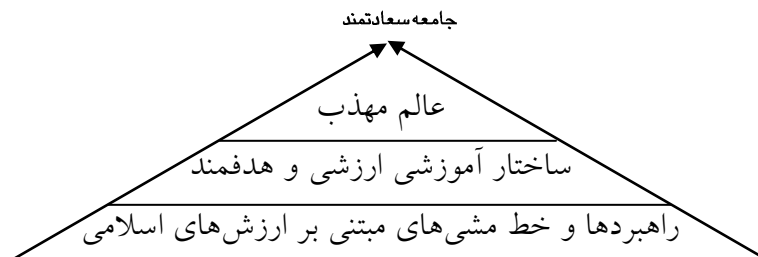 جامعه سعادتمند
عالم مهذب
ساختار آموزشی ارزشی و هدفمند
راهبردها و خط مشی‌های مبتنی بر ارزش‌های اسلامی